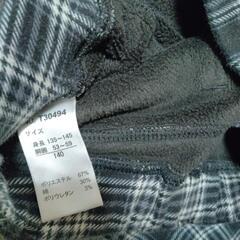 130494
サイズ
身長 135~145
胴囲 53~59
140
ポリエステル 67%
綿 30%
ポリウレタン 3%